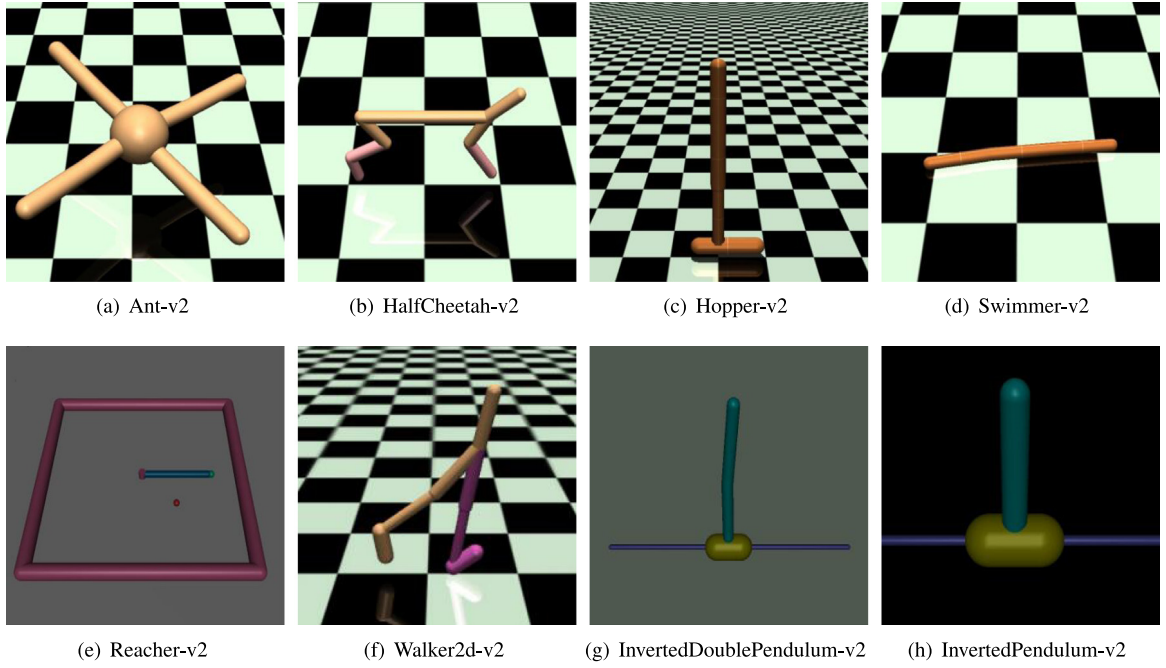 (a) Ant-v2
(b) HalfCheetah-v2
(c) Hopper-v2
(d) Swimmer-v2
(e) Reacher-v2
(f) Walker2d-v2
(g) InvertedDoublePendulum-v2
(h) InvertedPendulum-v2